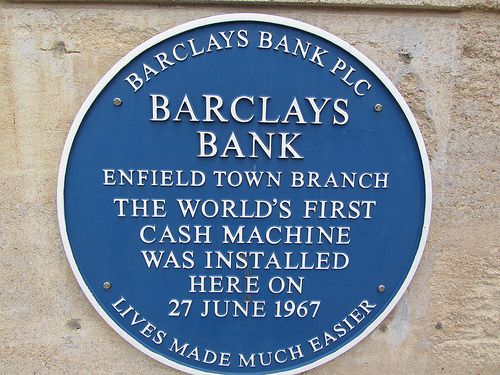 BARCLAYS BANK PLC
BARCLAYS
BANK
ENFIELD TOWN BRANCH
THE WORLD'S FIRST
CASH MACHINE
WAS INSTALLED
HERE ON
27 JUNE 1967
LIVES MADE MUCH EASIER